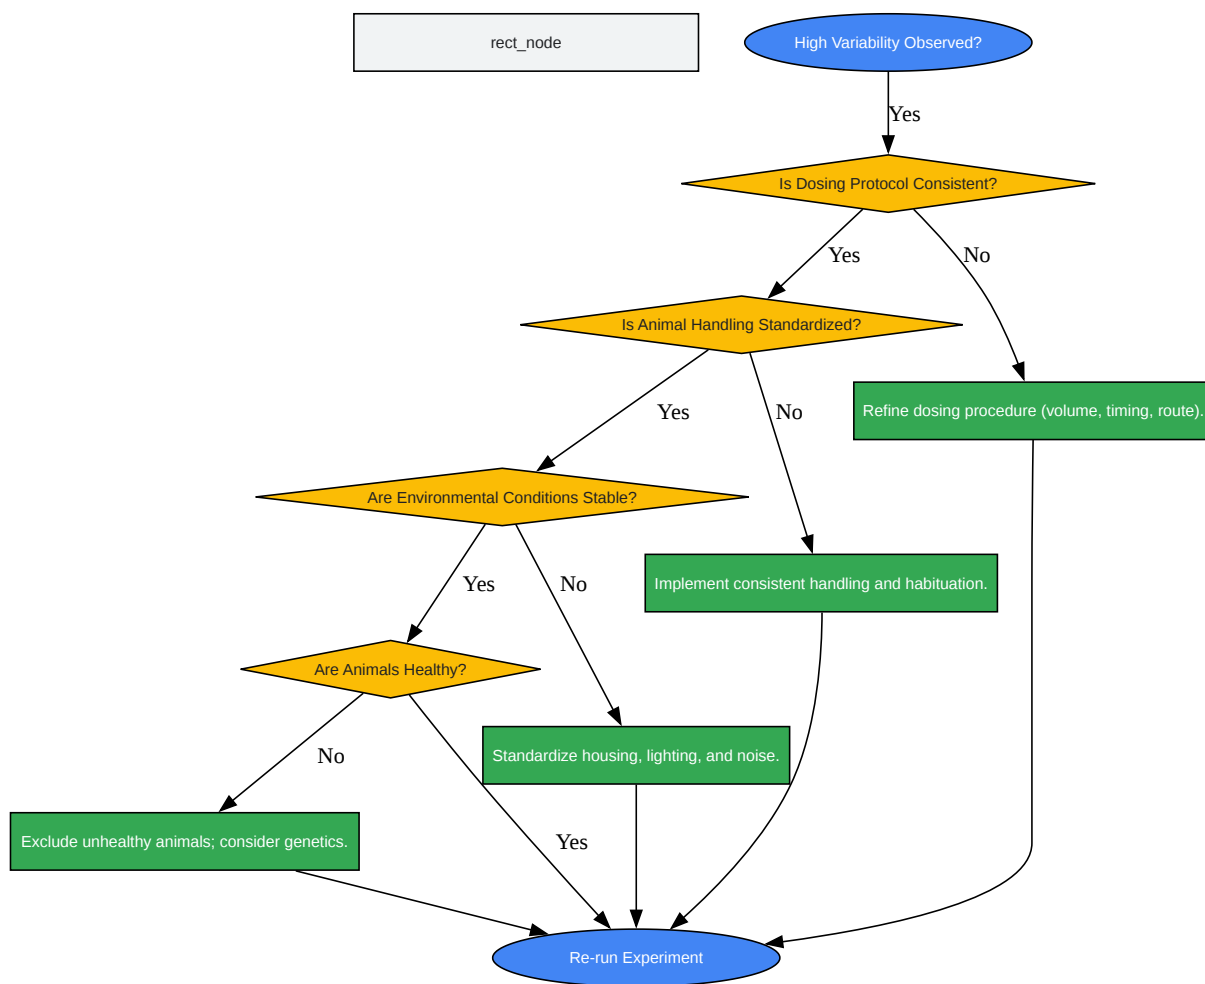 rect_node
High Variability Observed?
Yes
Is Dosing Protocol Consistent?
Yes
No
Is Animal Handling Standardized?
Yes
No
Refine dosing procedure (volume, timing, route).
Are Environmental Conditions Stable?
Yes
No
Implement consistent handling and habituation.
Are Animals Healthy?
No
Standardize housing, lighting, and noise.
Yes
Exclude unhealthy animals; consider genetics.
Re-run Experiment